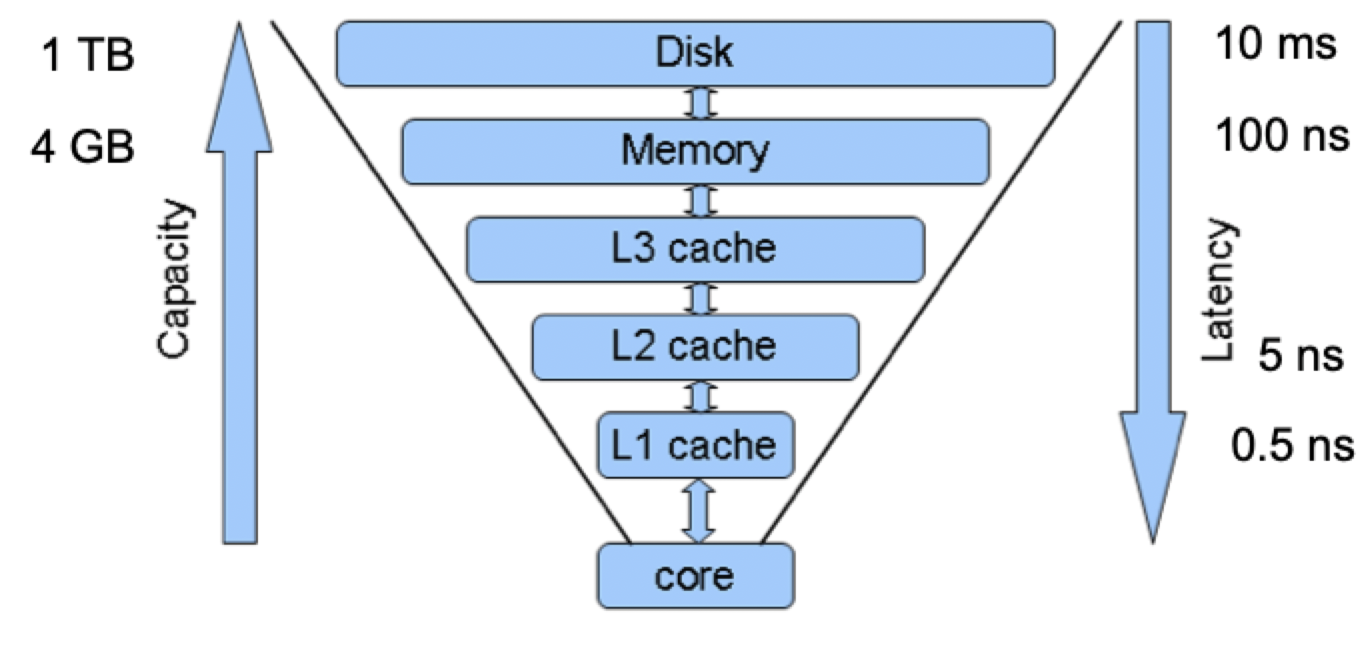 1 TB
4 GB
Capacity
Disk
Memory
L3 cache
L2 cache
L1 cache
core
10 ms
100 ns
Latency
5 ns
0.5 ns